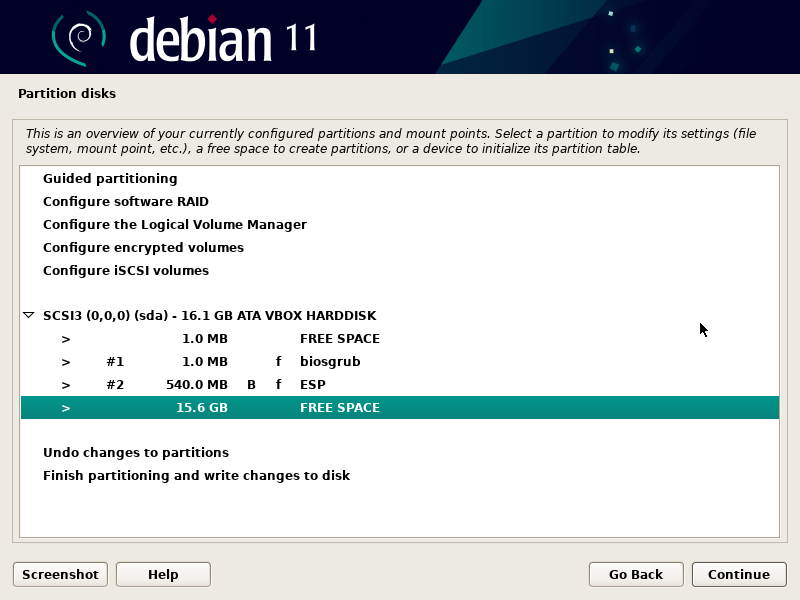 debian 11
Partition disks
This is an overview of your currently configured partitions and mount points. Select a partition to modify its settings (file
system, mount point, etc.), a free space to create partitions, or a device to initialize its partition table.
Guided partitioning
Configure software RAID
Configure the Logical Volume Manager
Configure encrypted volumes
Configure iSCSI volumes
SCSI3 (0,0,0) (sda) - 16.1 GB ATA VBOX HARDDISK
> 1.0 MB FREE SPACE
> #1 1.0 MB f biosgrub
> #2 540.0 MB B f ESP
> 15.6 GB FREE SPACE
Undo changes to partitions
Finish partitioning and write changes to disk
Screenshot Help Go Back Continue